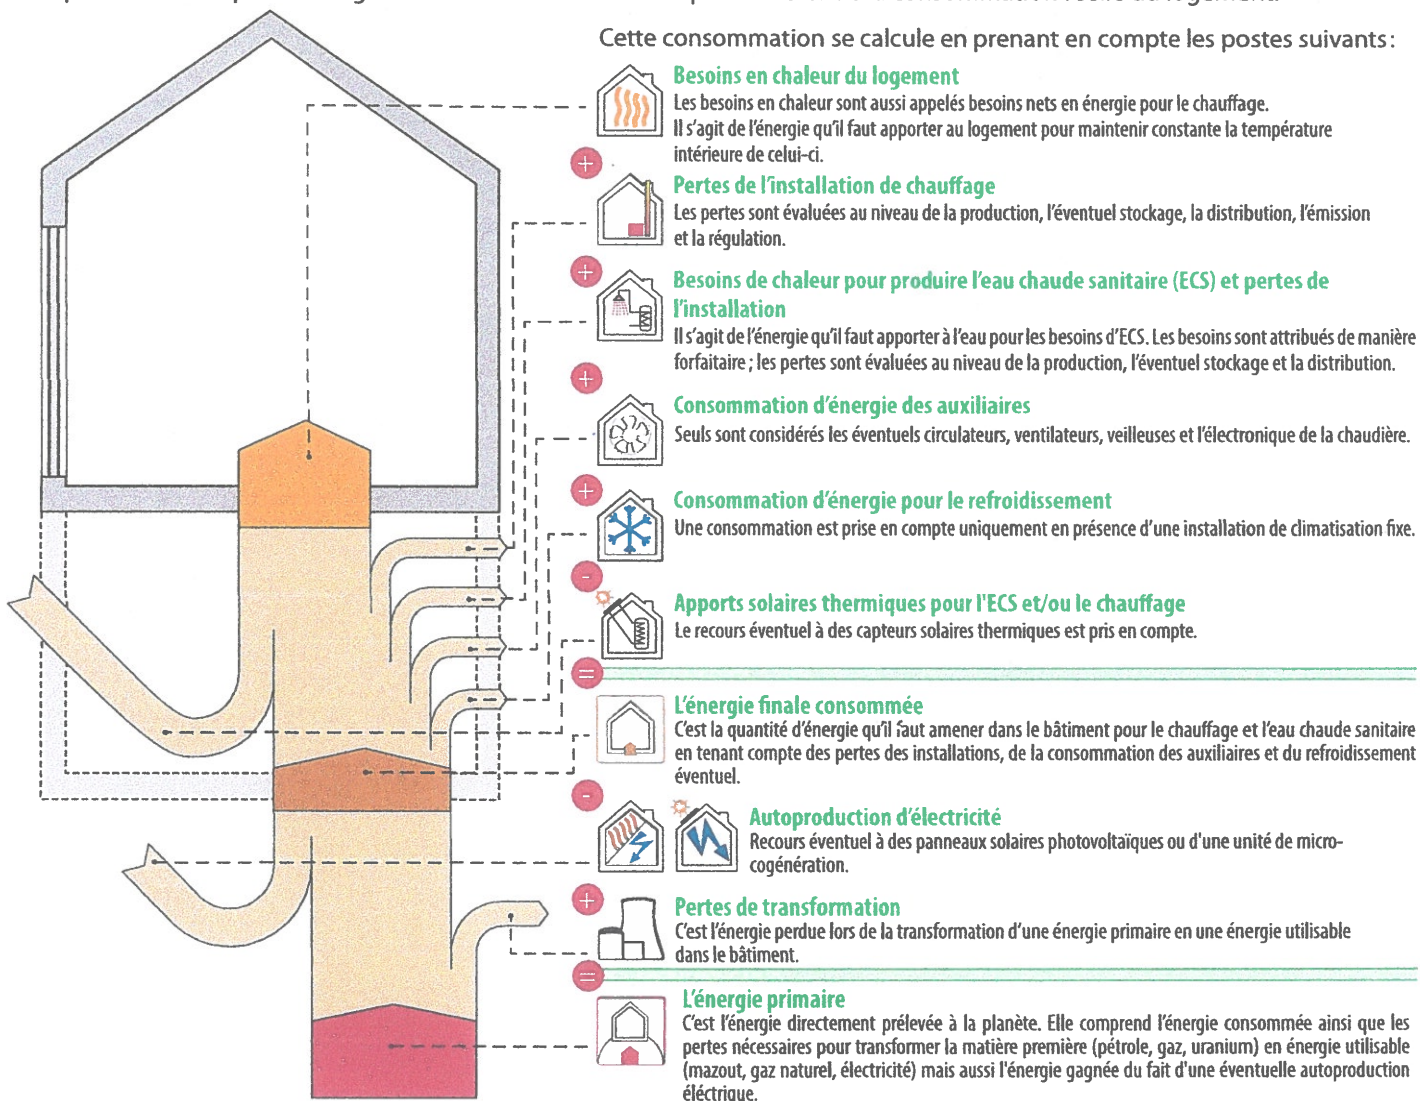 consommation réelle du logement.
Cette consommation se calcule en prenant en compte les postes suivants:
Besoins en chaleur du logement
Les besoins en chaleur sont aussi appelés besoins nets en énergie pour le chauffage.
Il s'agit de l'énergie qu'il faut apporter au logement pour maintenir constante la température
intérieure de celui-ci.
+
Pertes de l'installation de chauffage
Les pertes sont évaluées au niveau de la production, l'éventuel stockage, la distribution, l'émission
et la régulation.
+
Besoins de chaleur pour produire l'eau chaude sanitaire (ECS) et pertes de
l'installation
Il s'agit de l'énergie qu'il faut apporter à l'eau pour les besoins d'ECS. Les besoins sont attribués de manière
forfaitaire ; les pertes sont évaluées au niveau de la production, l'éventuel stockage et la distribution.
+
Consommation d'énergie des auxiliaires
Seuls sont considérés les éventuels circulateurs, ventilateurs, veilleuses et l'électronique de la chaudière.
+
Consommation d'énergie pour le refroidissement
Une consommation est prise en compte uniquement en présence d'une installation de climatisation fixe.
-
Apports solaires thermiques pour l'ECS et/ou le chauffage
Le recours éventuel à des capteurs solaires thermiques est pris en compte.
=
L'énergie finale consommée
C'est la quantité d'énergie qu'il faut amener dans le bâtiment pour le chauffage et l'eau chaude sanitaire
en tenant compte des pertes des installations, de la consommation des auxiliaires et du refroidissement
éventuel.
-
Autoproduction d'électricité
Recours éventuel à des panneaux solaires photovoltaïques ou d'une unité de micro-
cogénération.
+
Pertes de transformation
C'est l'énergie perdue lors de la transformation d'une énergie primaire en une énergie utilisable
dans le bâtiment.
=
L'énergie primaire
C'est l'énergie directement prélevée à la planète. Elle comprend l'énergie consommée ainsi que les
pertes nécessaires pour transformer la matière première (pétrole, gaz, uranium) en énergie utilisable
(mazout, gaz naturel, électricité) mais aussi l'énergie gagnée du fait d'une éventuelle autoproduction
éléctrique.